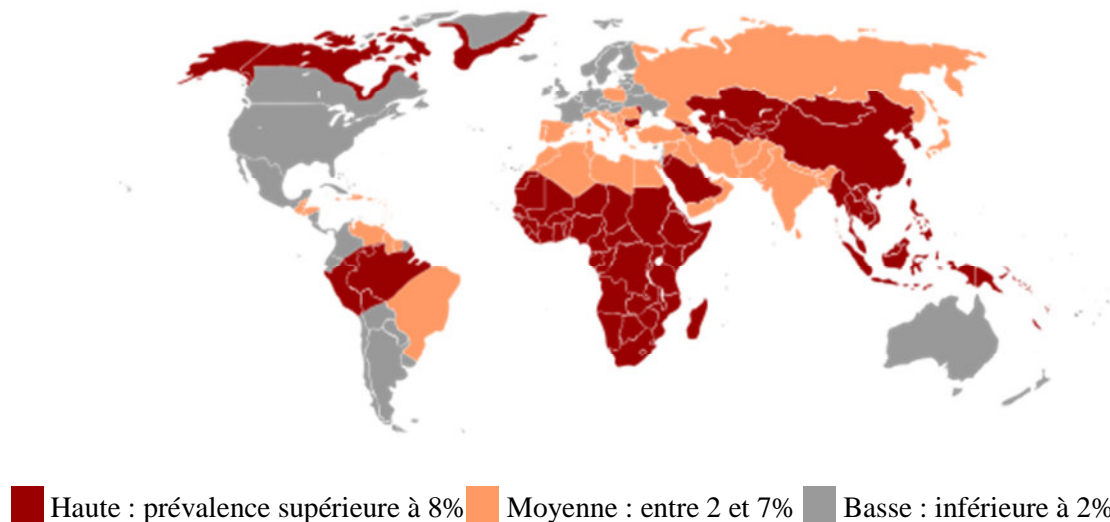 Haute : prévalence supérieure à 8% Moyenne : entre 2 et 7% Basse : inférieure à 2%